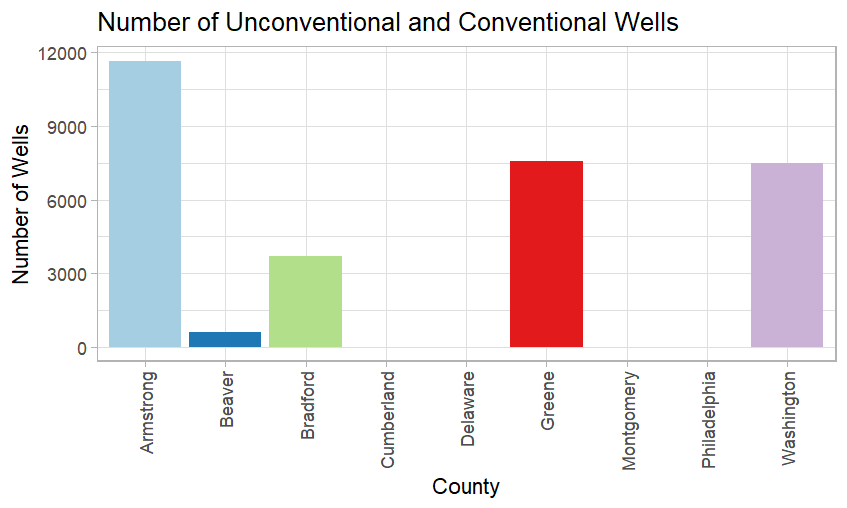 Number of Unconventional and Conventional Wells
Number of Wells
12000
9000
6000
3000
0
Armstrong
Beaver
Bradford
Cumberland
Delaware
Greene
Montgomery
Philadelphia
Washington
County